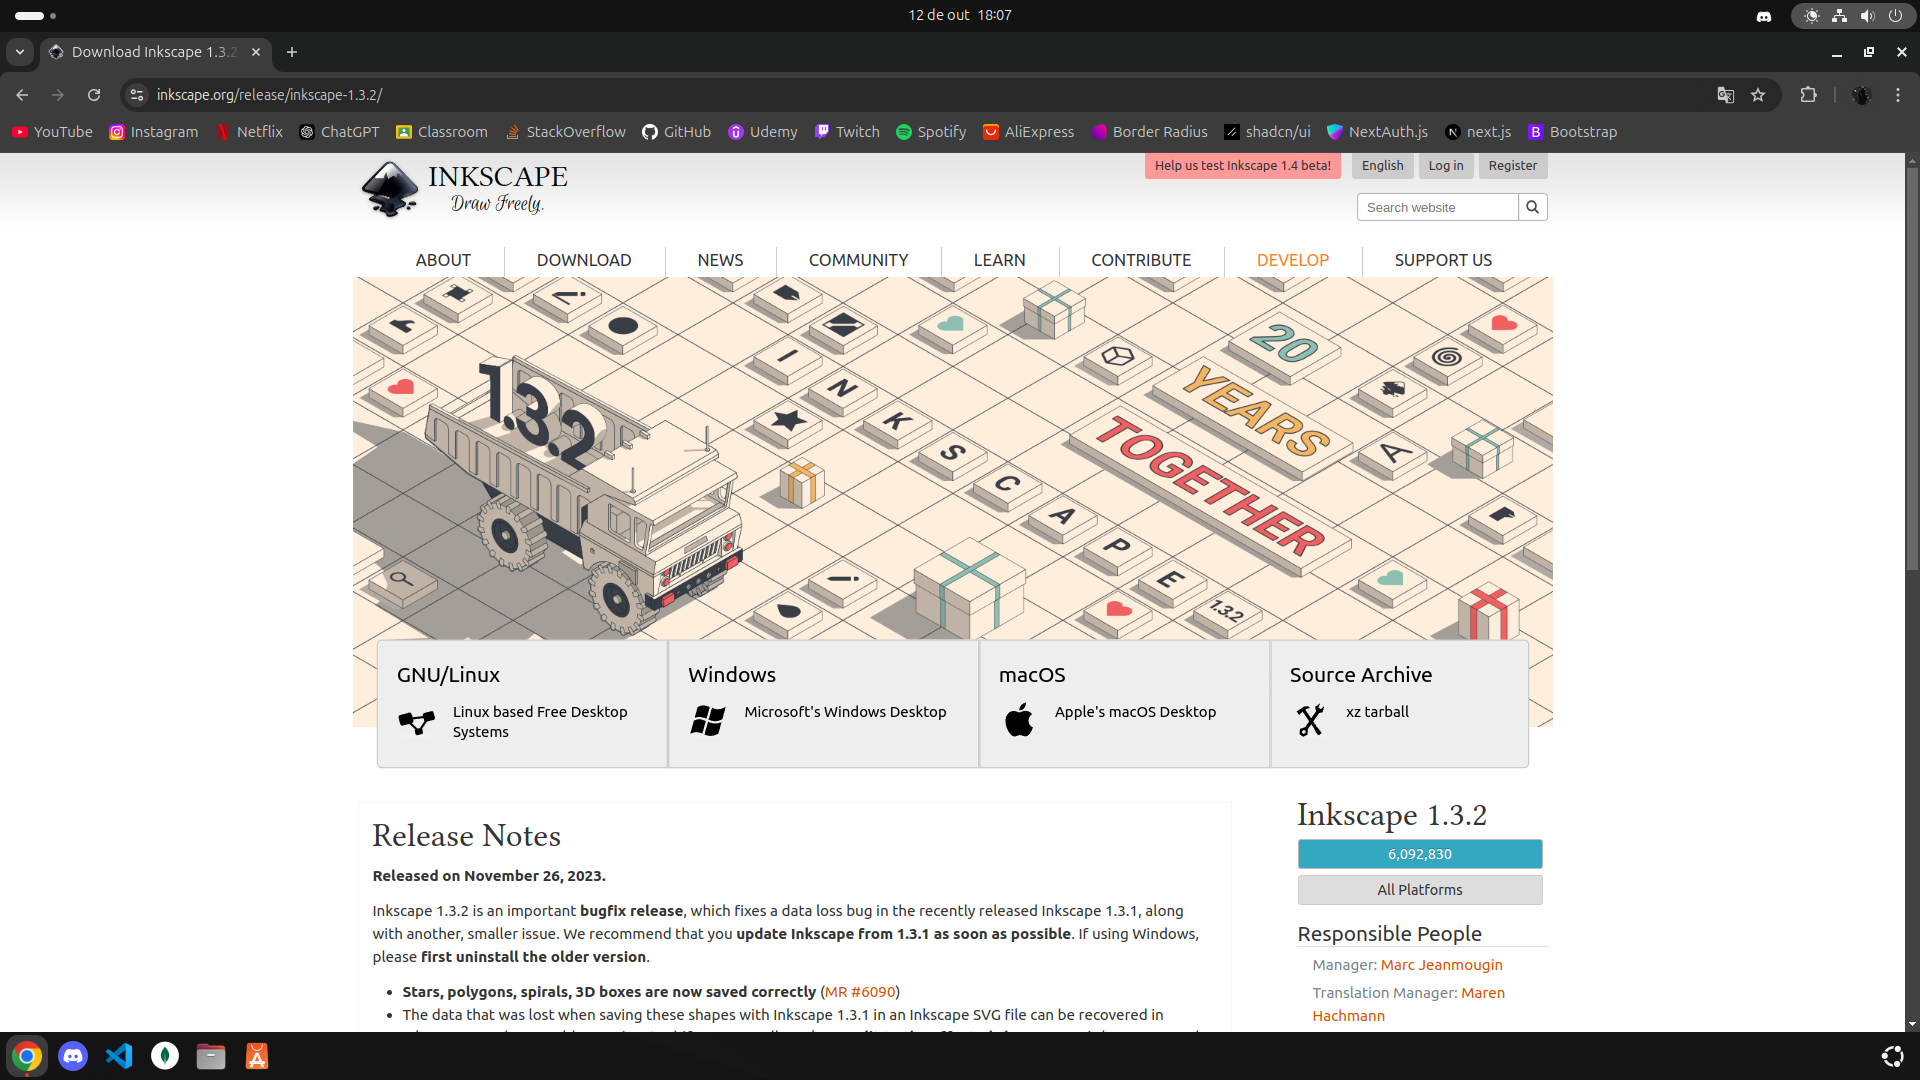 12 de out 18:07
Download Inkscape 1.3.2
inkscape.org/release/inkscape-1.3.2/
YouTube Instagram Netflix ChatGPT Classroom StackOverflow GitHub Udemy Twitch Spotify AliExpress Border Radius shadcn/ui NextAuth.js next.js Bootstrap
INKSCAPE
Draw Freely.
Help us test Inkscape 1.4 beta! English Log in Register
Search website
ABOUT DOWNLOAD NEWS COMMUNITY LEARN CONTRIBUTE DEVELOP SUPPORT US
1.3.2
INKSCAPE
1.3.2
20
YEARS
TOGETHER
A
GNU/Linux
Linux based Free Desktop
Systems
Windows
Microsoft's Windows Desktop
macOS
Apple's macOS Desktop
Source Archive
xz tarball
Release Notes
Released on November 26, 2023.
Inkscape 1.3.2 is an important bugfix release, which fixes a data loss bug in the recently released Inkscape 1.3.1, along
with another, smaller issue. We recommend that you update Inkscape from 1.3.1 as soon as possible. If using Windows,
please first uninstall the older version.
Stars, polygons, spirals, 3D boxes are now saved correctly (MR #6090)
The data that was lost when saving these shapes with Inkscape 1.3.1 in an Inkscape SVG file can be recovered in
Inkscape 1.3.2
6,092,830
All Platforms
Responsible People
Manager: Marc Jeanmougin
Translation Manager: Maren
Hachmann